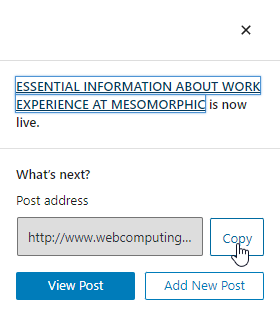 ESSENTIAL INFORMATION ABOUT WORK
EXPERIENCE AT MESOMORPHIC is now
live.
What's next?
Post address
http://www.webcomputing...
Copy
View Post
Add New Post